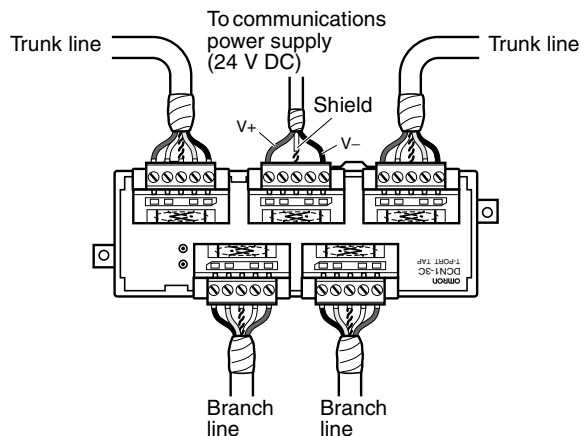 To communications
power supply
(24 V DC)
Trunk line
Trunk line
Shield
V+
V–
OMRON
DCN1-3C
T-PORT TAP
Branch
line
Branch
line